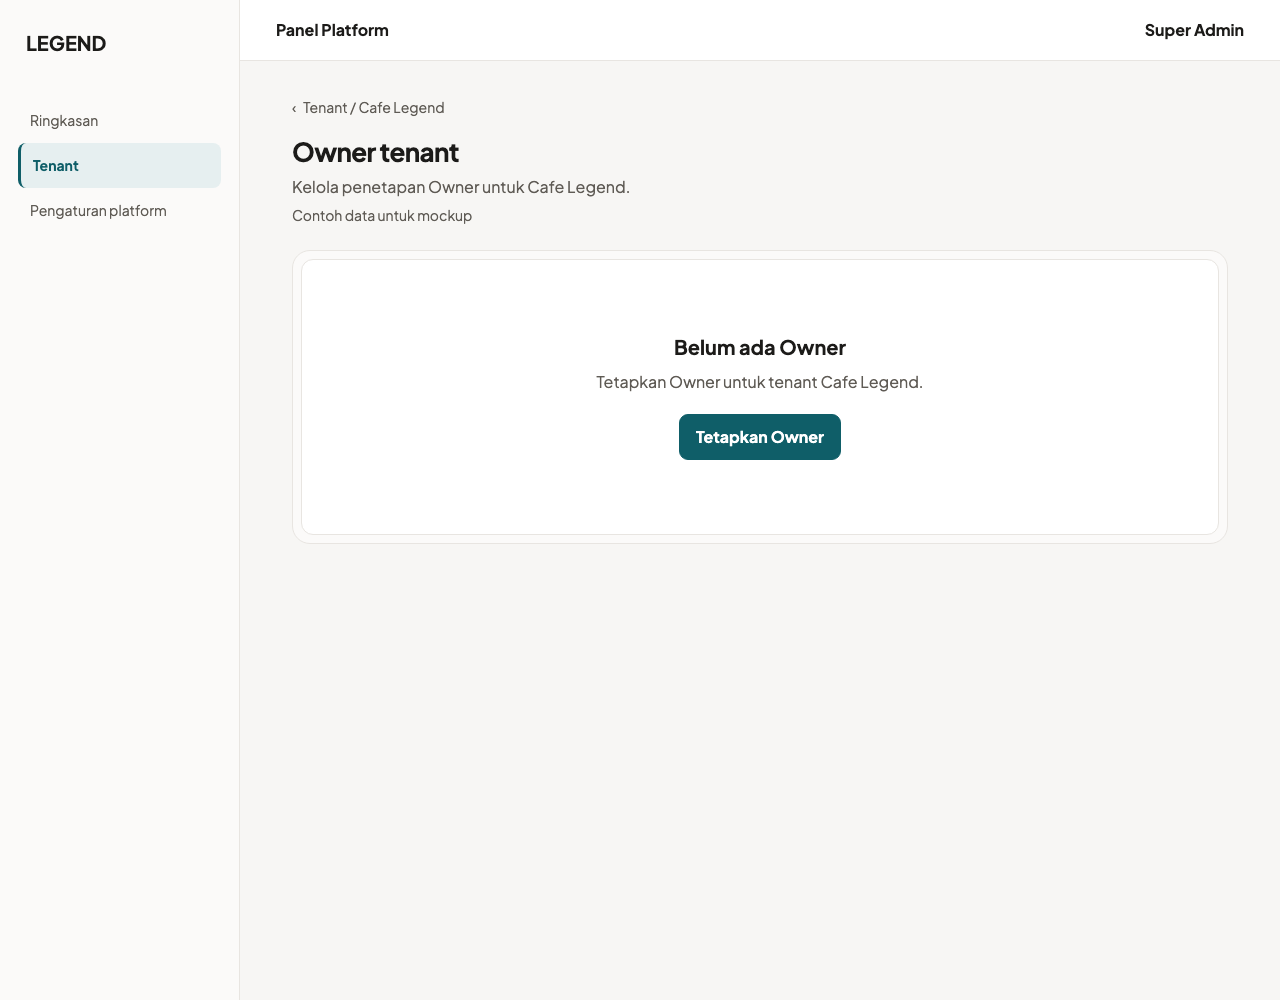 LEGEND
Panel Platform
Super Admin
Ringkasan
Tenant
Pengaturan platform
‹ Tenant / Cafe Legend
Owner tenant
Kelola penetapan Owner untuk Cafe Legend.
Contoh data untuk mockup
Belum ada Owner
Tetapkan Owner untuk tenant Cafe Legend.
Tetapkan Owner